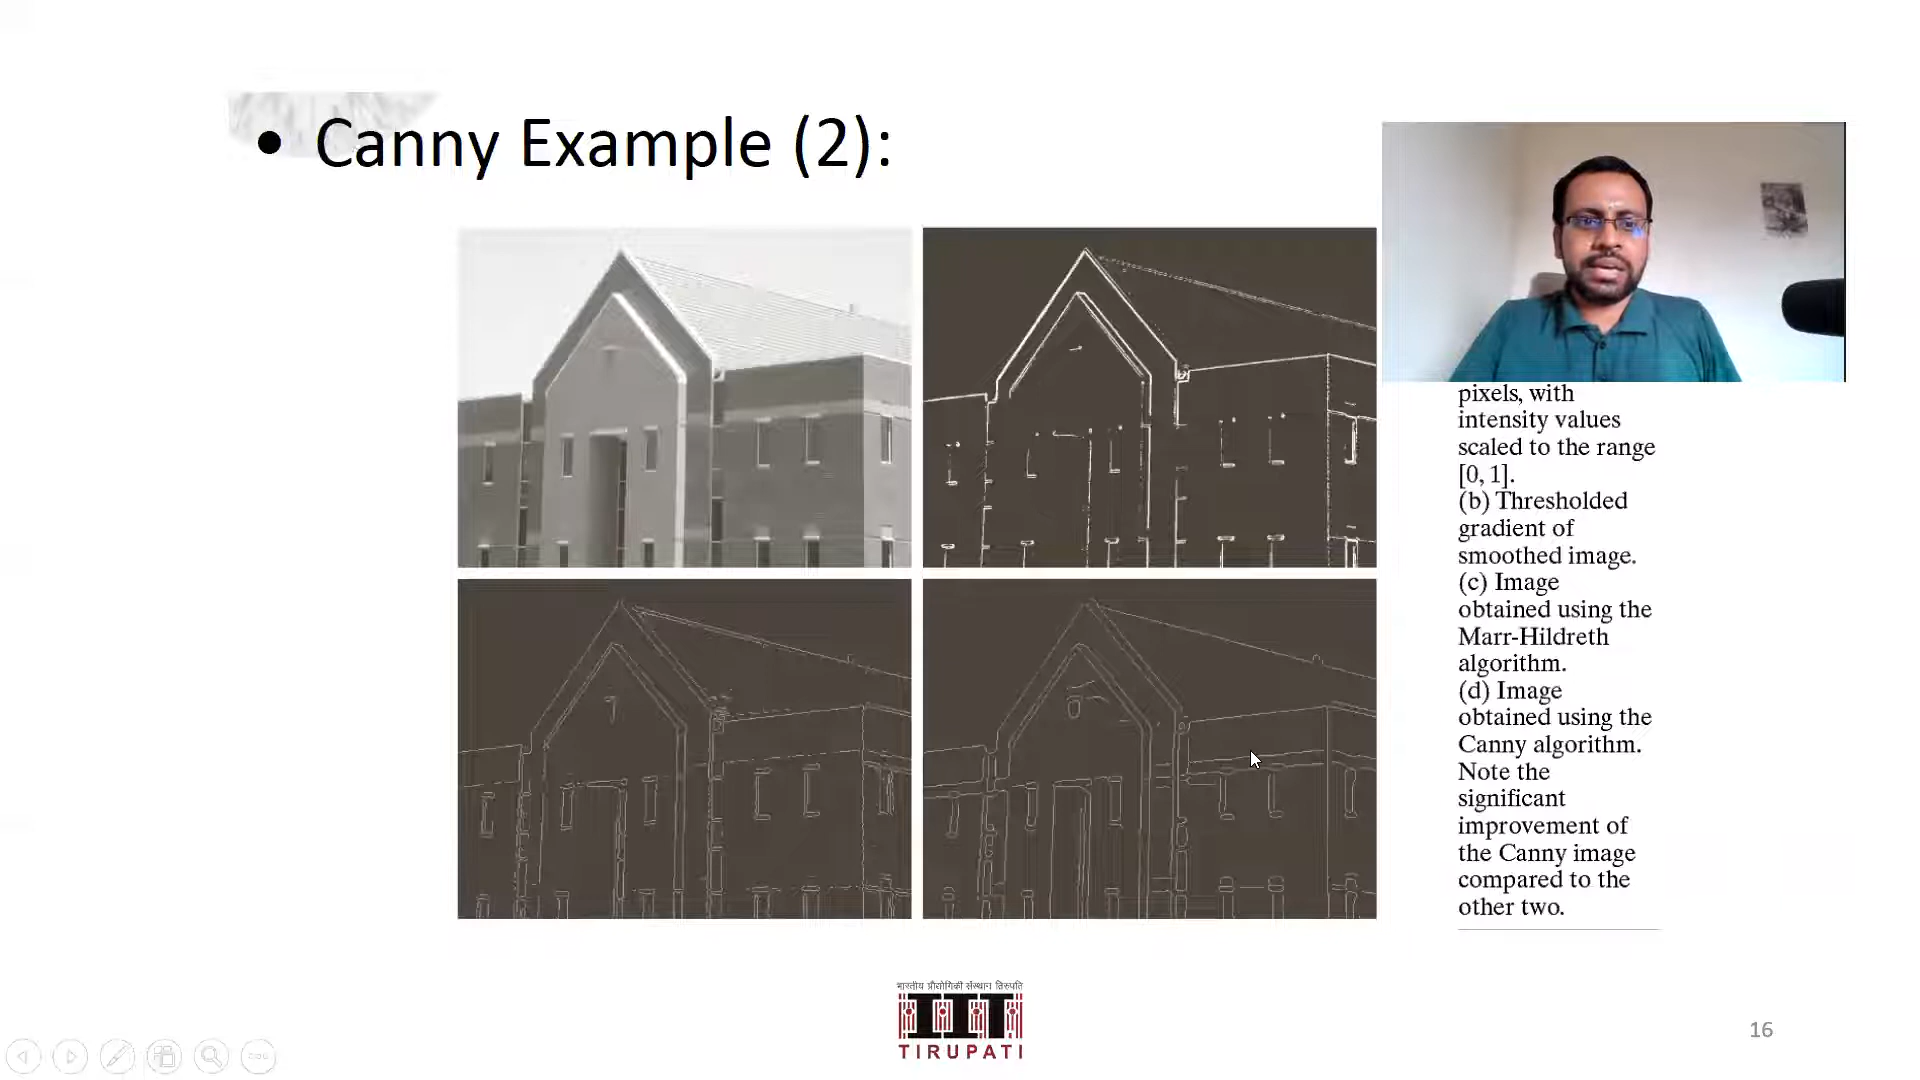 • Canny Example (2):
pixels, with
intensity values
scaled to the range
[0, 1].
(b) Thresholded
gradient of
smoothed image.
(c) Image
obtained using the
Marr-Hildreth
algorithm.
(d) Image
obtained using the
Canny algorithm.
Note the
significant
improvement of
the Canny image
compared to the
other two.
भारतीय प्रौद्योगिकी संस्थान तिरुपति
IIT
TIRUPATI
16